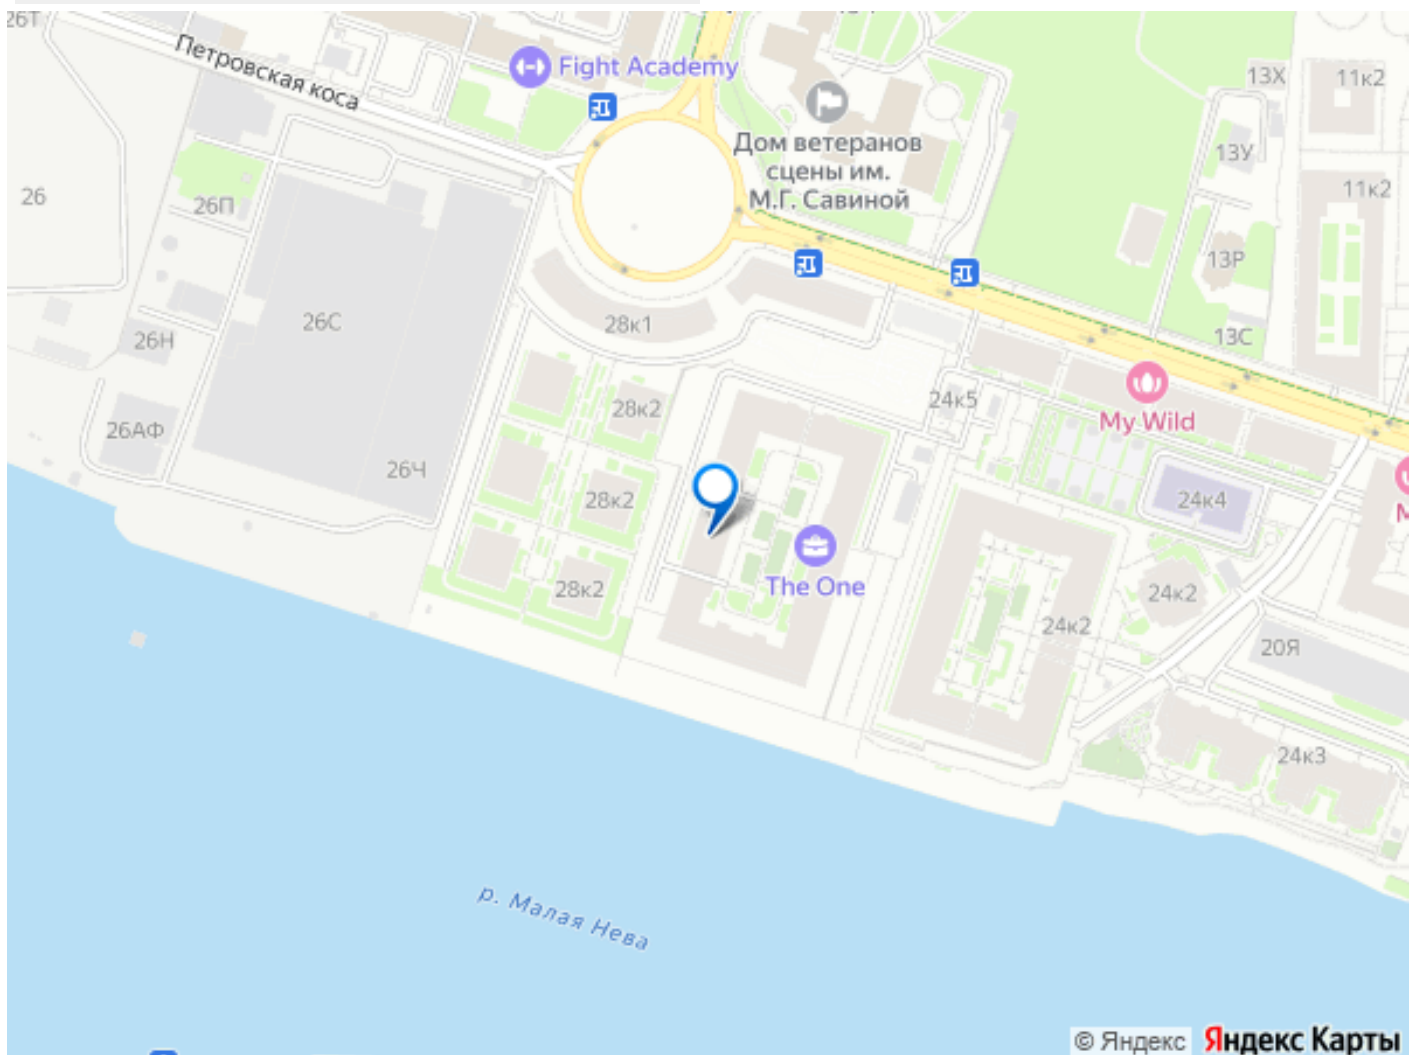 26Т
Петровская коса
Fight Academy
Дом ветеранов
сцены им.
М.Г. Савиной
13Х
11к2
13У
11к2
26
26П
13Р
26С
28к1
13С
26Н
28к2
24к5
My Wild
26АФ
26Ч
28к2
24к4
The One
28к2
24к2
24к2
20Я
24к3
р. Малая Нева
© Яндекс Яндекс Карты